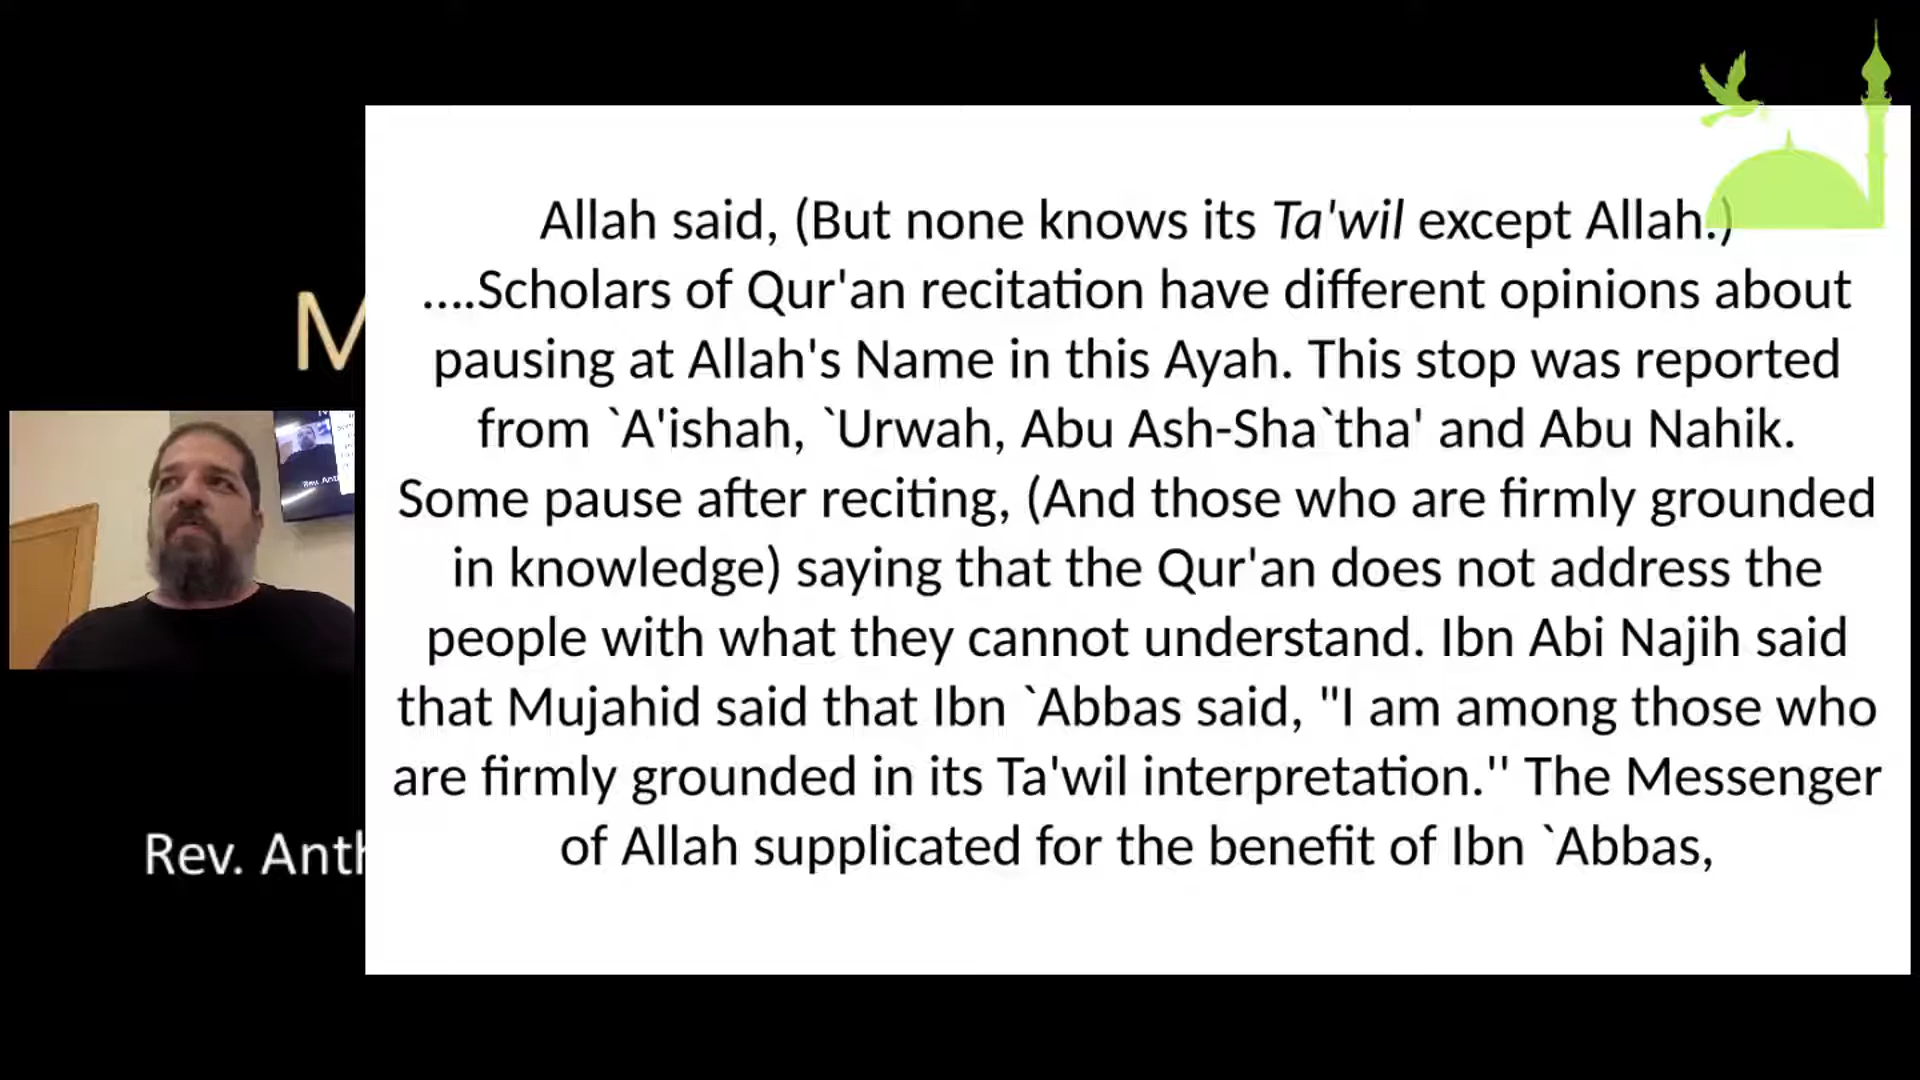 Allah said, (But none knows its Ta'wil except Allah.)
....Scholars of Qur'an recitation have different opinions about
pausing at Allah's Name in this Ayah. This stop was reported
from `A'ishah, `Urwah, Abu Ash-Sha`tha' and Abu Nahik.
Some pause after reciting, (And those who are firmly grounded
in knowledge) saying that the Qur'an does not address the
people with what they cannot understand. Ibn Abi Najih said
that Mujahid said that Ibn `Abbas said, "I am among those who
are firmly grounded in its Ta'wil interpretation.'' The Messenger
of Allah supplicated for the benefit of Ibn `Abbas,
M
Rev. Anth